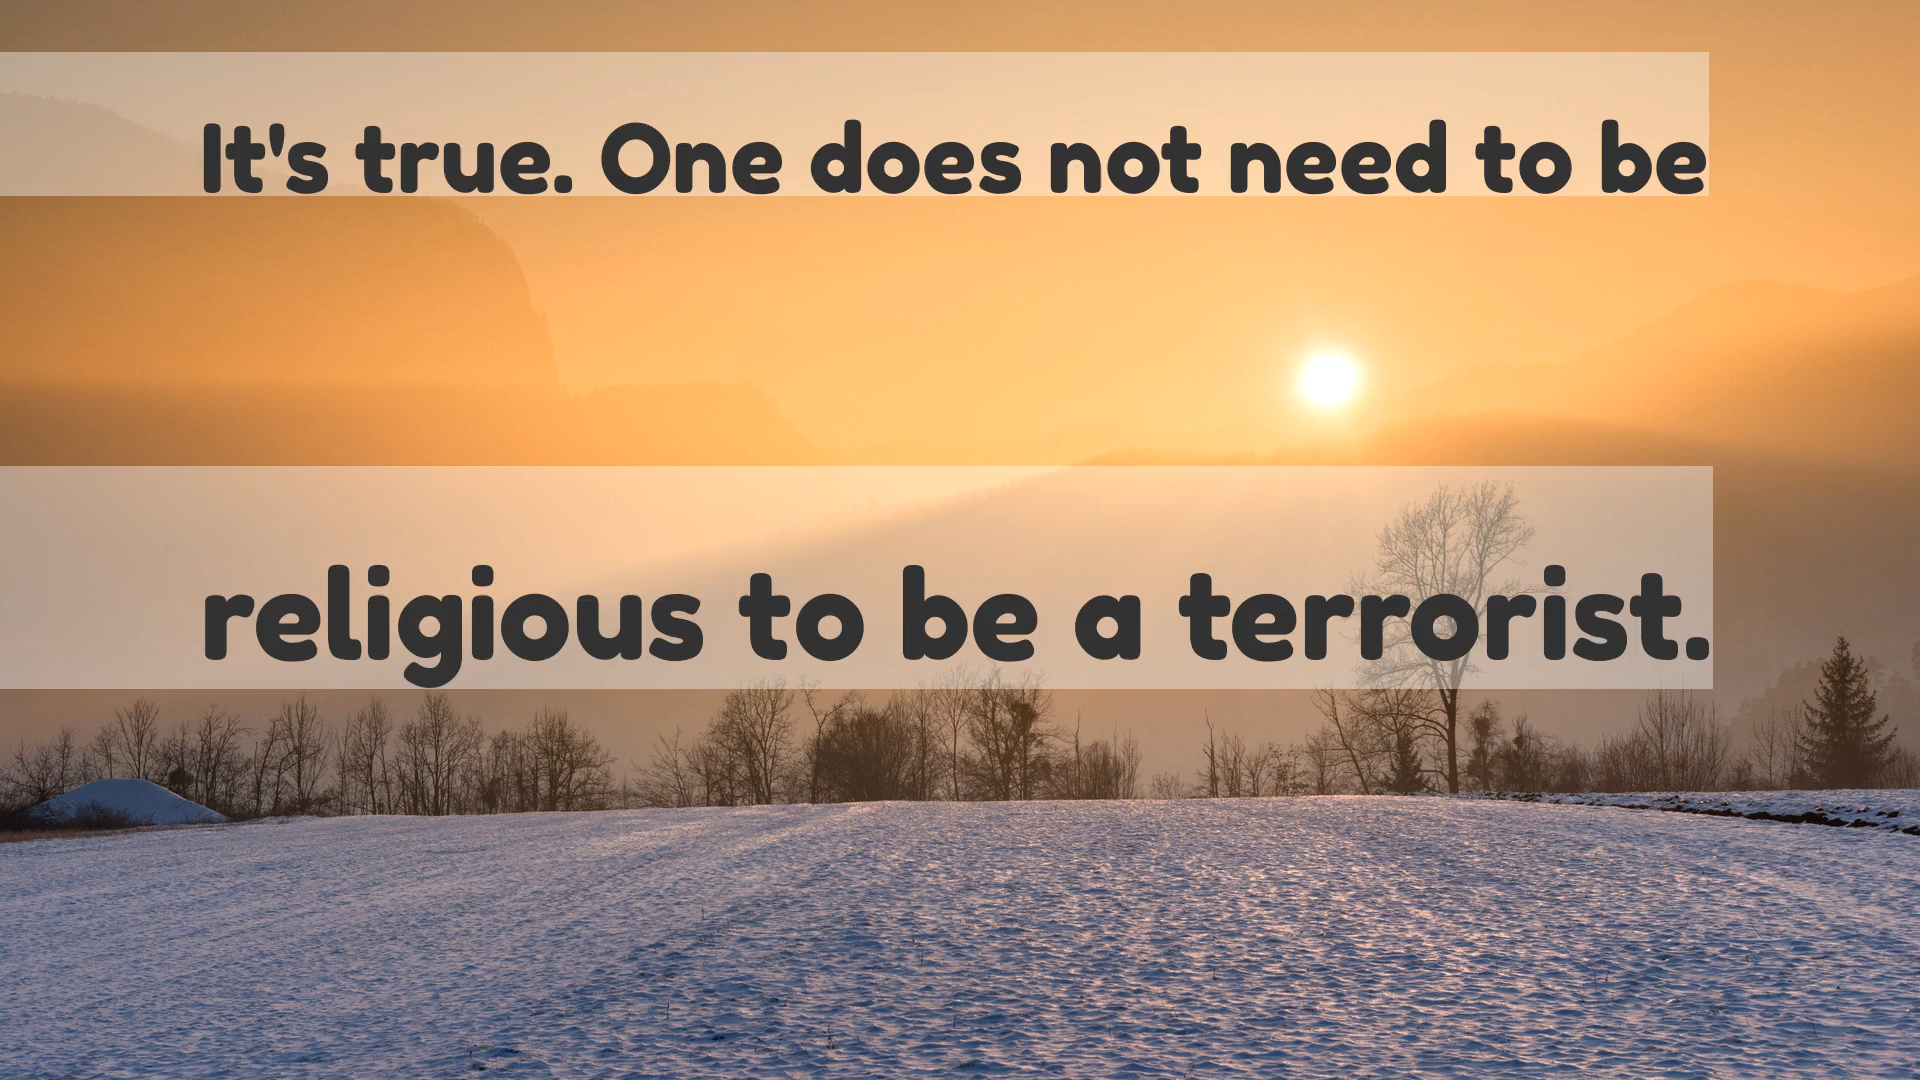 It's true. One does not need to be
religious to be a terrorist.